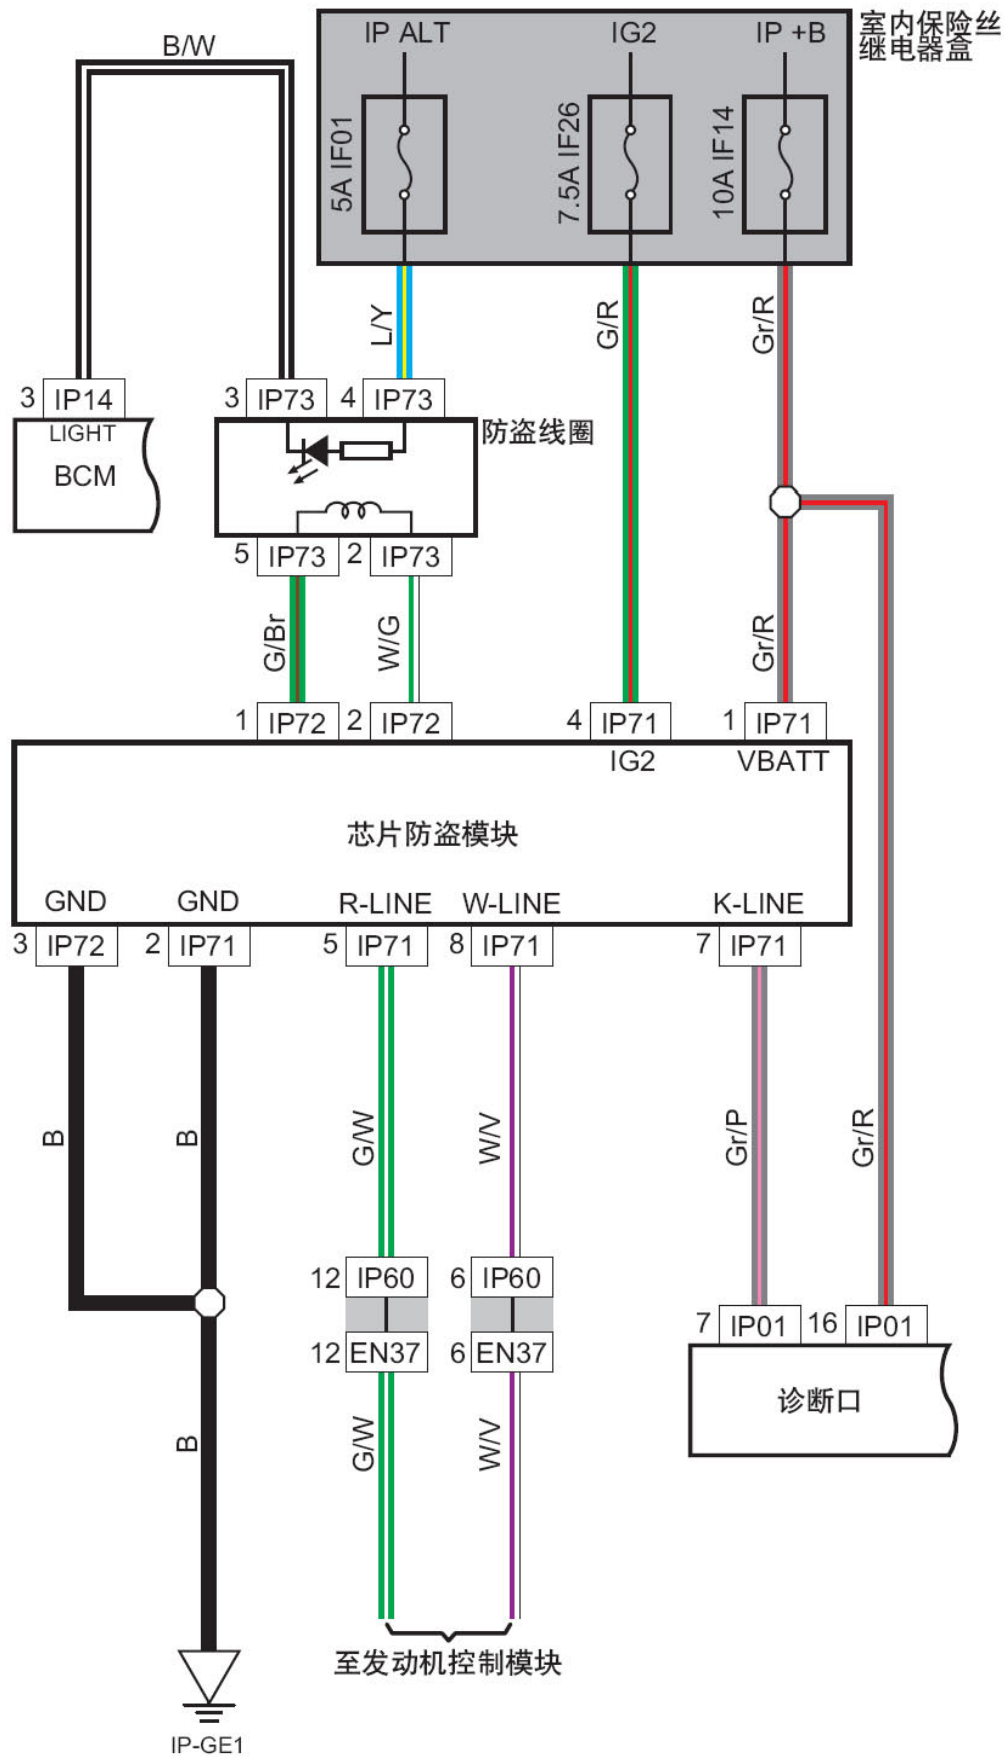 室内保险丝
继电器盒
IP ALT
IG2
IP +B
B/W
5A IF01
7.5A IF26
10A IF14
L/Y
G/R
Gr/R
3 IP14
3 IP73
4 IP73
LIGHT
BCM
防盗线圈
5 IP73
2 IP73
G/Br
W/G
Gr/R
1 IP72
2 IP72
4 IP71
1 IP71
IG2
VBATT
芯片防盗模块
GND
GND
R-LINE
W-LINE
K-LINE
3 IP72
2 IP71
5 IP71
8 IP71
7 IP71
B
B
G/W
W/V
Gr/P
Gr/R
12 IP60
6 IP60
12 EN37
6 EN37
7 IP01
16 IP01
诊断口
B
G/W
W/V
至发动机控制模块
IP-GE1